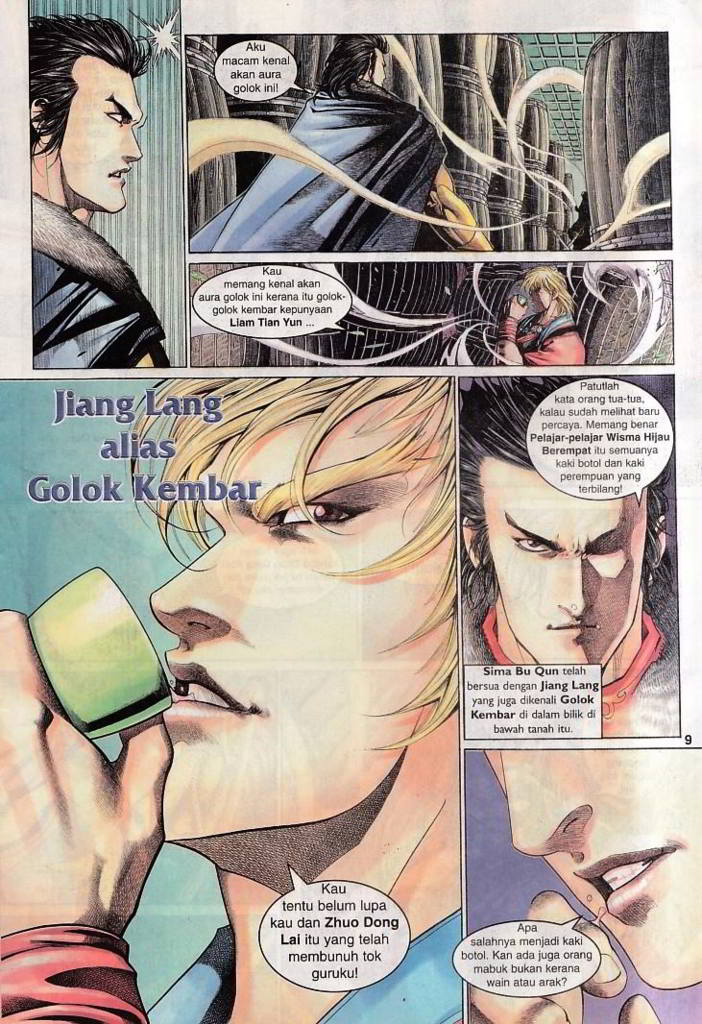 Aku
macam kenal
akan aura
golok ini!
Kau
memang kenal akan
aura golok ini kerana itu golok-
golok kembar kepunyaan
Liam Tian Yun ...
Jiang Lang
alias
Golok Kembar
Patutlah
kata orang tua-tua,
kalau sudah melihat baru
percaya. Memang benar
Pelajar-pelajar Wisma Hijau
Berempat itu semuanya
kaki botol dan kaki
perempuan yang
terbilang!
Sima Bu Qun telah
bersua dengan Jiang Lang
yang juga dikenali Golok
Kembar di dalam bilik di
bawah tanah itu.
9
Kau
tentu belum lupa
kau dan Zhuo Dong
Lai itu yang telah
membunuh tok
guruku!
Apa
salahnya menjadi kaki
botol. Kan ada juga orang
mabuk bukan kerana
wain atau arak?